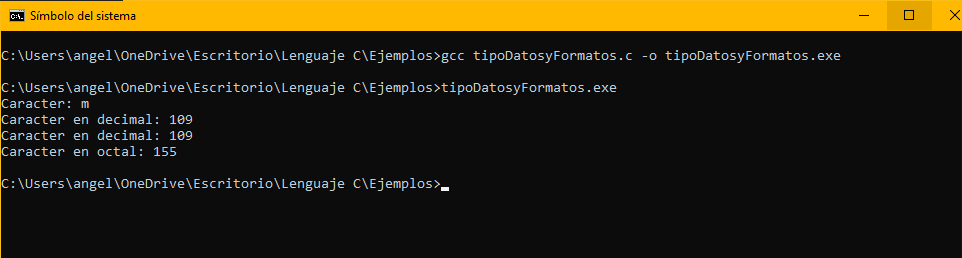 Símbolo del sistema
C:\Users\angel\OneDrive\Escritorio\Lenguaje C\Ejemplos>gcc tipoDatosyFormatos.c -o tipoDatosyFormatos.exe
C:\Users\angel\OneDrive\Escritorio\Lenguaje C\Ejemplos>tipoDatosyFormatos.exe
Caracter: m
Caracter en decimal: 109
Caracter en decimal: 109
Caracter en octal: 155
C:\Users\angel\OneDrive\Escritorio\Lenguaje C\Ejemplos>